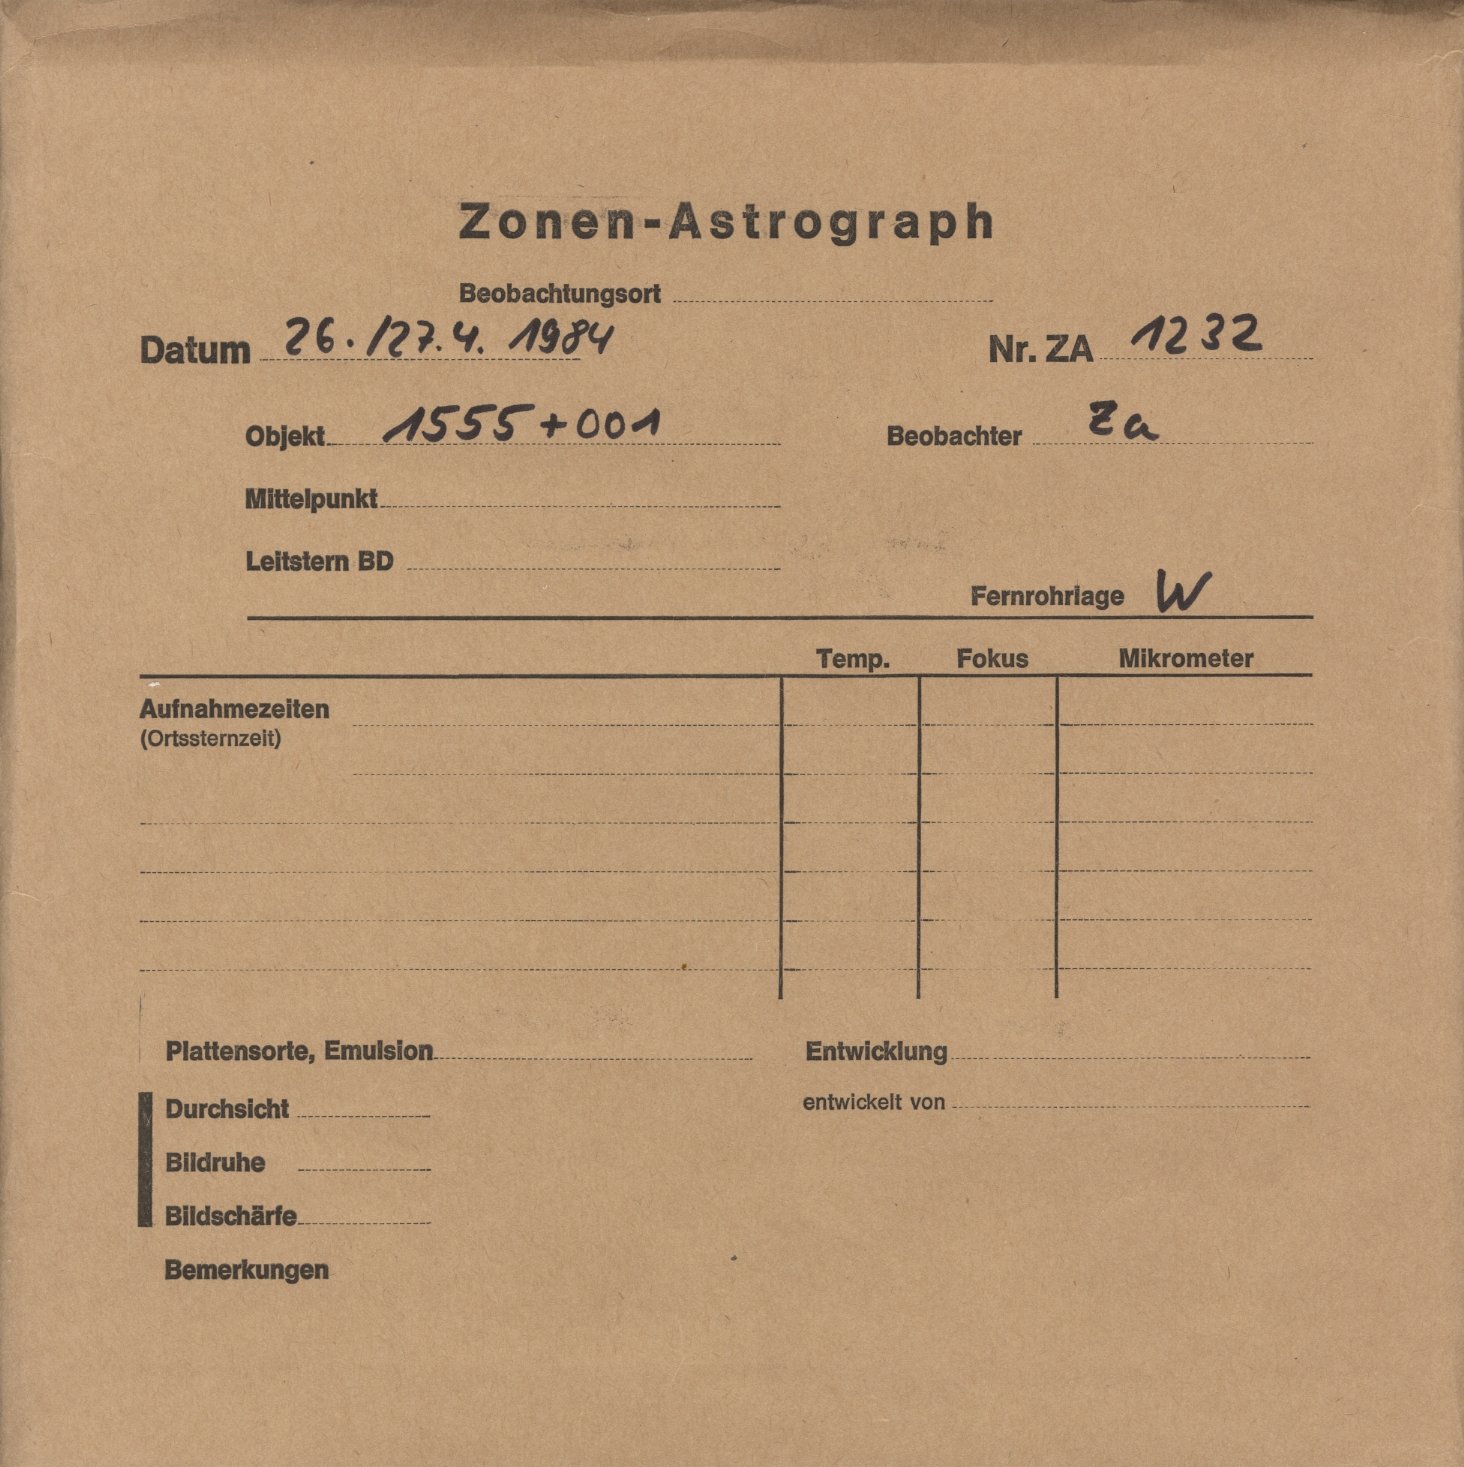 Zonen-Astrograph
Beobachtungsort
Datum 26./27.4. 1984 Nr. ZA 1232
Objekt 1555+001 Beobachter Za
Mittelpunkt
Leitstern BD
Fernrohrlage W
Temp. Fokus Mikrometer
Aufnahmezeiten
(Ortssternzeit)
Plattensorte, Emulsion Entwicklung
Durchsicht entwickelt von
Bildruhe
Bildschärfe
Bemerkungen